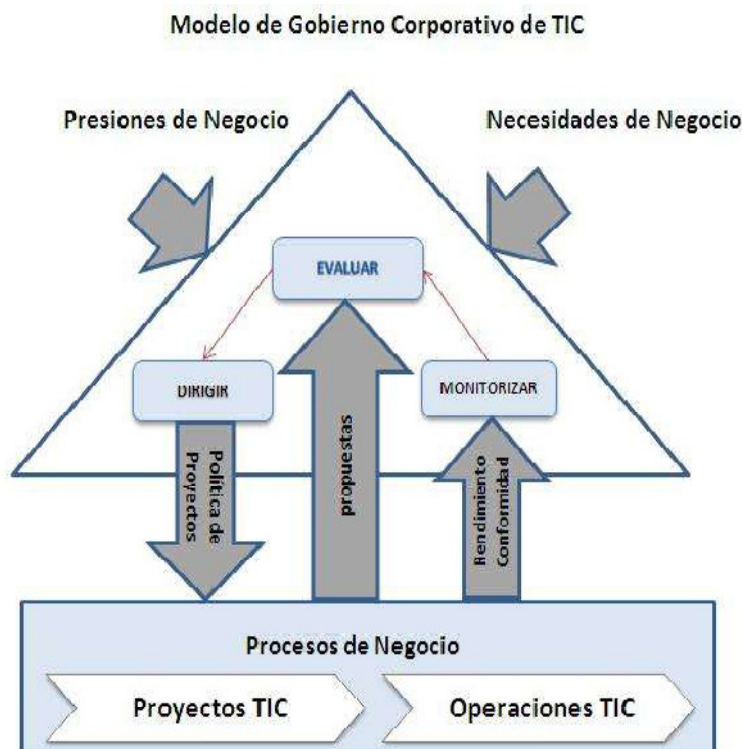 Modelo de Gobierno Corporativo de TIC
Presiones de Negocio
Necesidades de Negocio
EVALUAR
DIRIGIR
MONITORIZAR
Política de
Proyectos
propuestas
Rendimiento
Conformidad
Procesos de Negocio
Proyectos TIC
Operaciones TIC